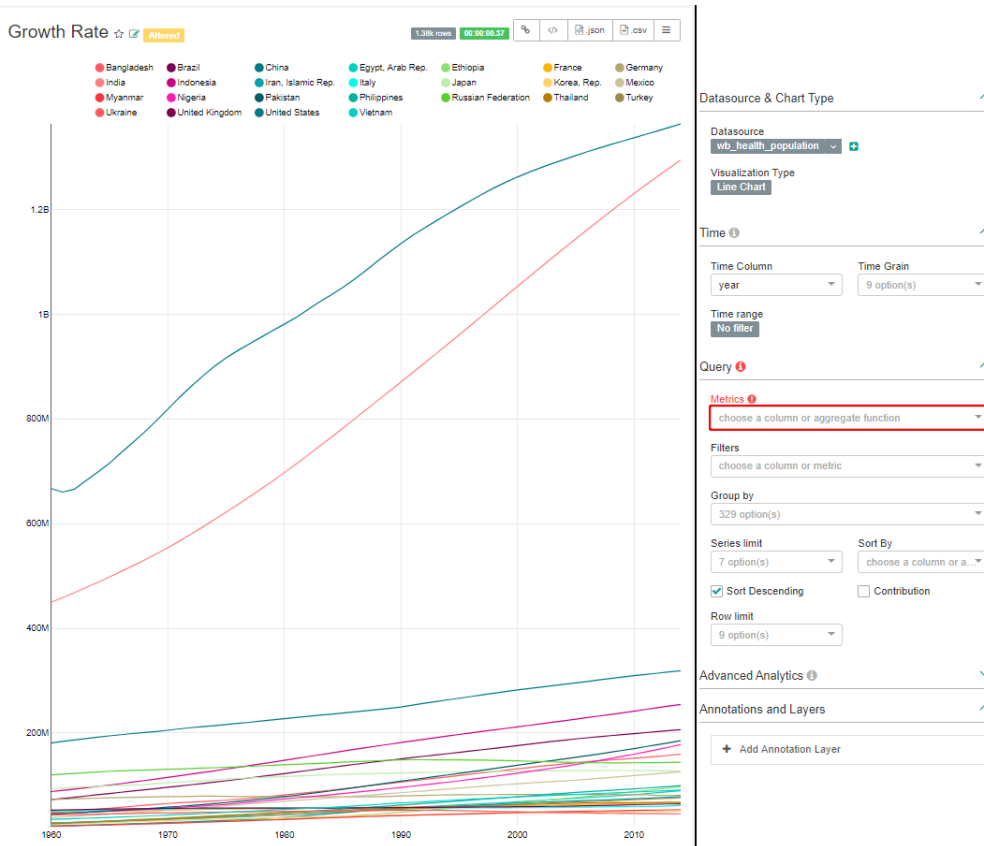 Growth Rate Altered 1.38k rows 00:00:00.57 </> .json .csv
Bangladesh Brazil China Egypt, Arab Rep. Ethiopia France Germany
India Indonesia Iran, Islamic Rep. Italy Japan Korea, Rep. Mexico
Myanmar Nigeria Pakistan Philippines Russian Federation Thailand Turkey
Ukraine United Kingdom United States Vietnam
1.2B
1B
800M
600M
400M
200M
1960 1970 1980 1990 2000 2010
Datasource & Chart Type
Datasource
wb_health_population
Visualization Type
Line Chart
Time
Time Column Time Grain
year 9 option(s)
Time range
No filter
Query
Metrics
choose a column or aggregate function
Filters
choose a column or metric
Group by
329 option(s)
Series limit Sort By
7 option(s) choose a column or a...
Sort Descending Contribution
Row limit
9 option(s)
Advanced Analytics
Annotations and Layers
+ Add Annotation Layer